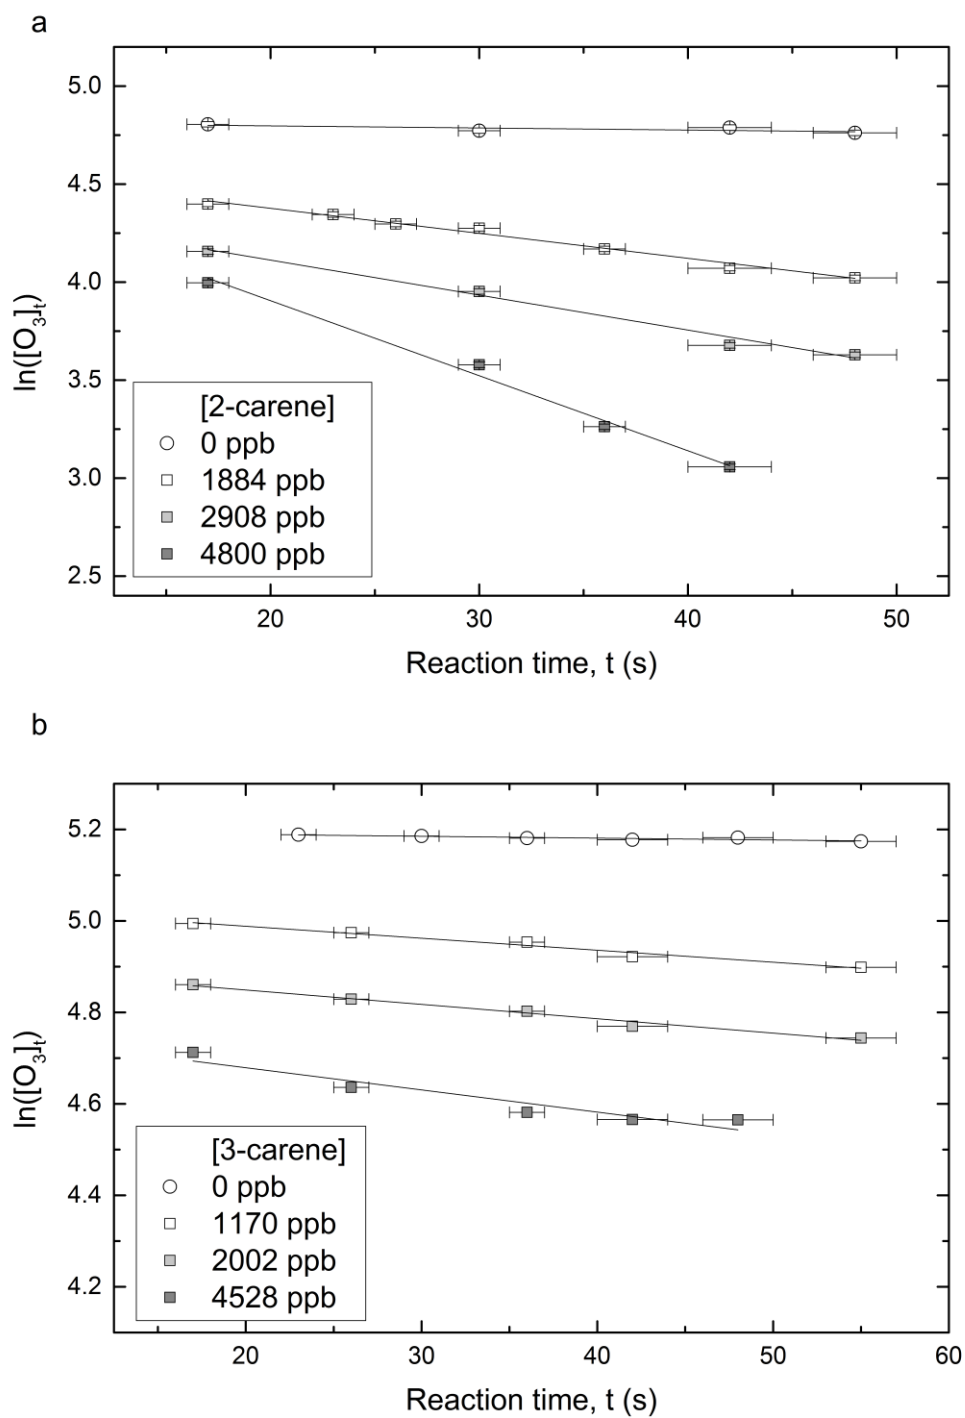 a
5.0
4.5
4.0
3.5
3.0
2.5
ln([O3]t)
[2-carene]
0 ppb
1884 ppb
2908 ppb
4800 ppb
20 30 40 50
Reaction time, t (s)
b
5.2
5.0
4.8
4.6
4.4
4.2
ln([O3]t)
[3-carene]
0 ppb
1170 ppb
2002 ppb
4528 ppb
20 30 40 50 60
Reaction time, t (s)